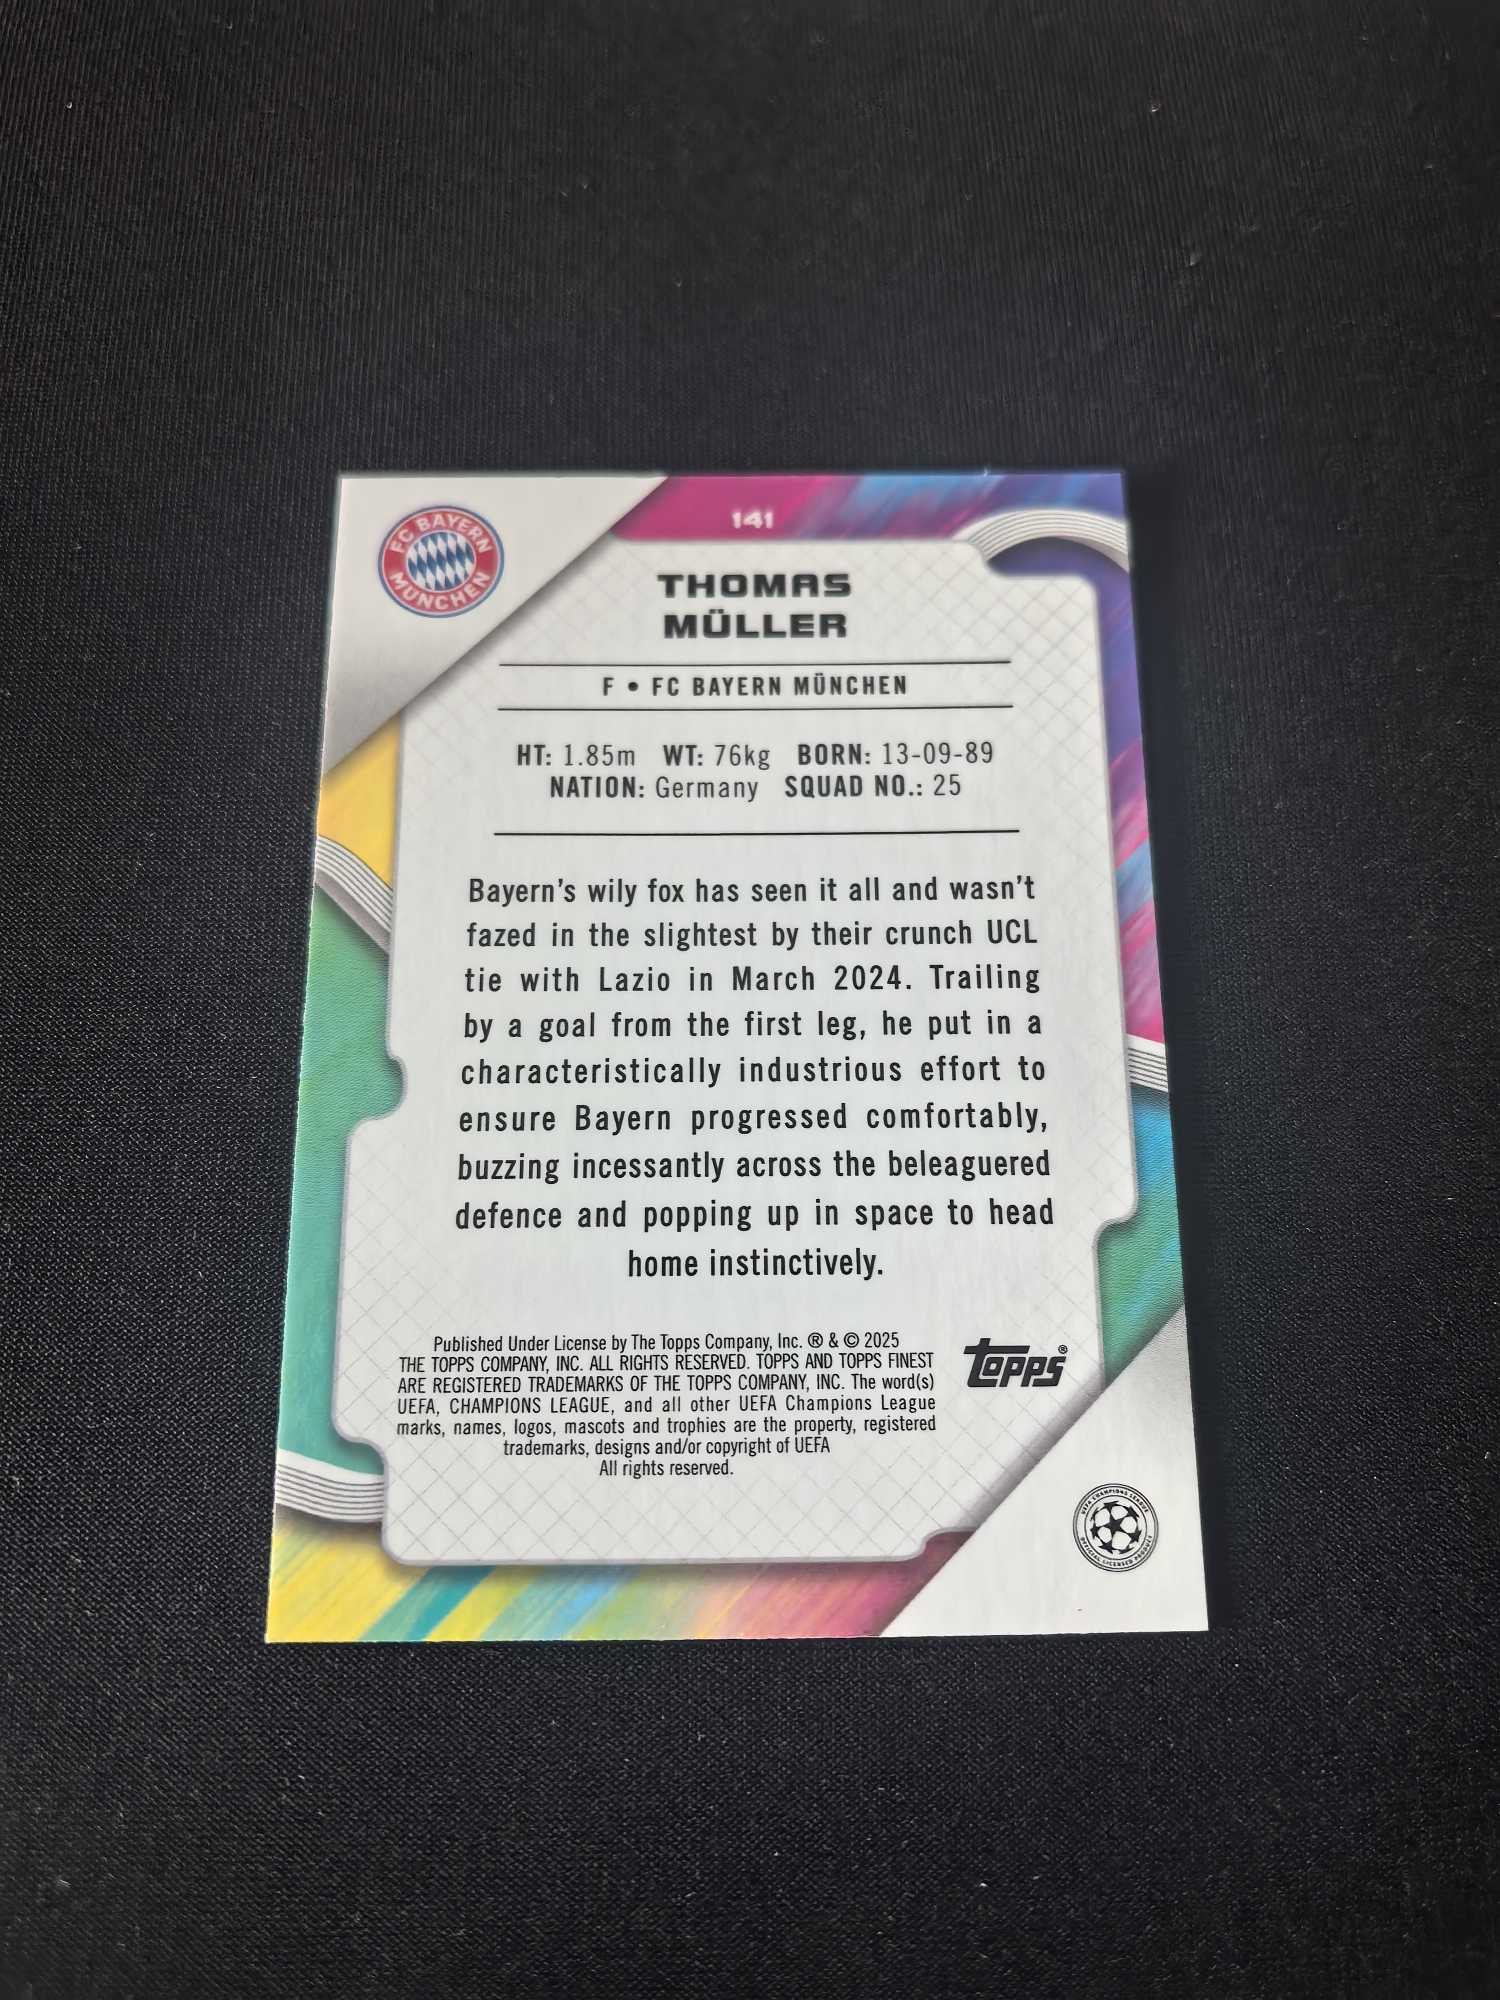 FC BAYERN
MÜNCHEN
141
THOMAS
MÜLLER
F • FC BAYERN MÜNCHEN
HT: 1.85m WT: 76kg BORN: 13-09-89
NATION: Germany SQUAD NO.: 25
Bayern's wily fox has seen it all and wasn't
fazed in the slightest by their crunch UCL
tie with Lazio in March 2024. Trailing
by a goal from the first leg, he put in a
characteristically industrious effort to
ensure Bayern progressed comfortably,
buzzing incessantly across the beleaguered
defence and popping up in space to head
home instinctively.
Published Under License by The Topps Company, Inc. ® & © 2025
THE TOPPS COMPANY, INC. ALL RIGHTS RESERVED. TOPPS AND TOPPS FINEST
ARE REGISTERED TRADEMARKS OF THE TOPPS COMPANY, INC. The word(s)
UEFA, CHAMPIONS LEAGUE, and all other UEFA Champions League
marks, names, logos, mascots and trophies are the property, registered
trademarks, designs and/or copyright of UEFA
All rights reserved.
Topps®
UEFA CHAMPIONS LEAGUE
OFFICIAL LICENSED PRODUCT